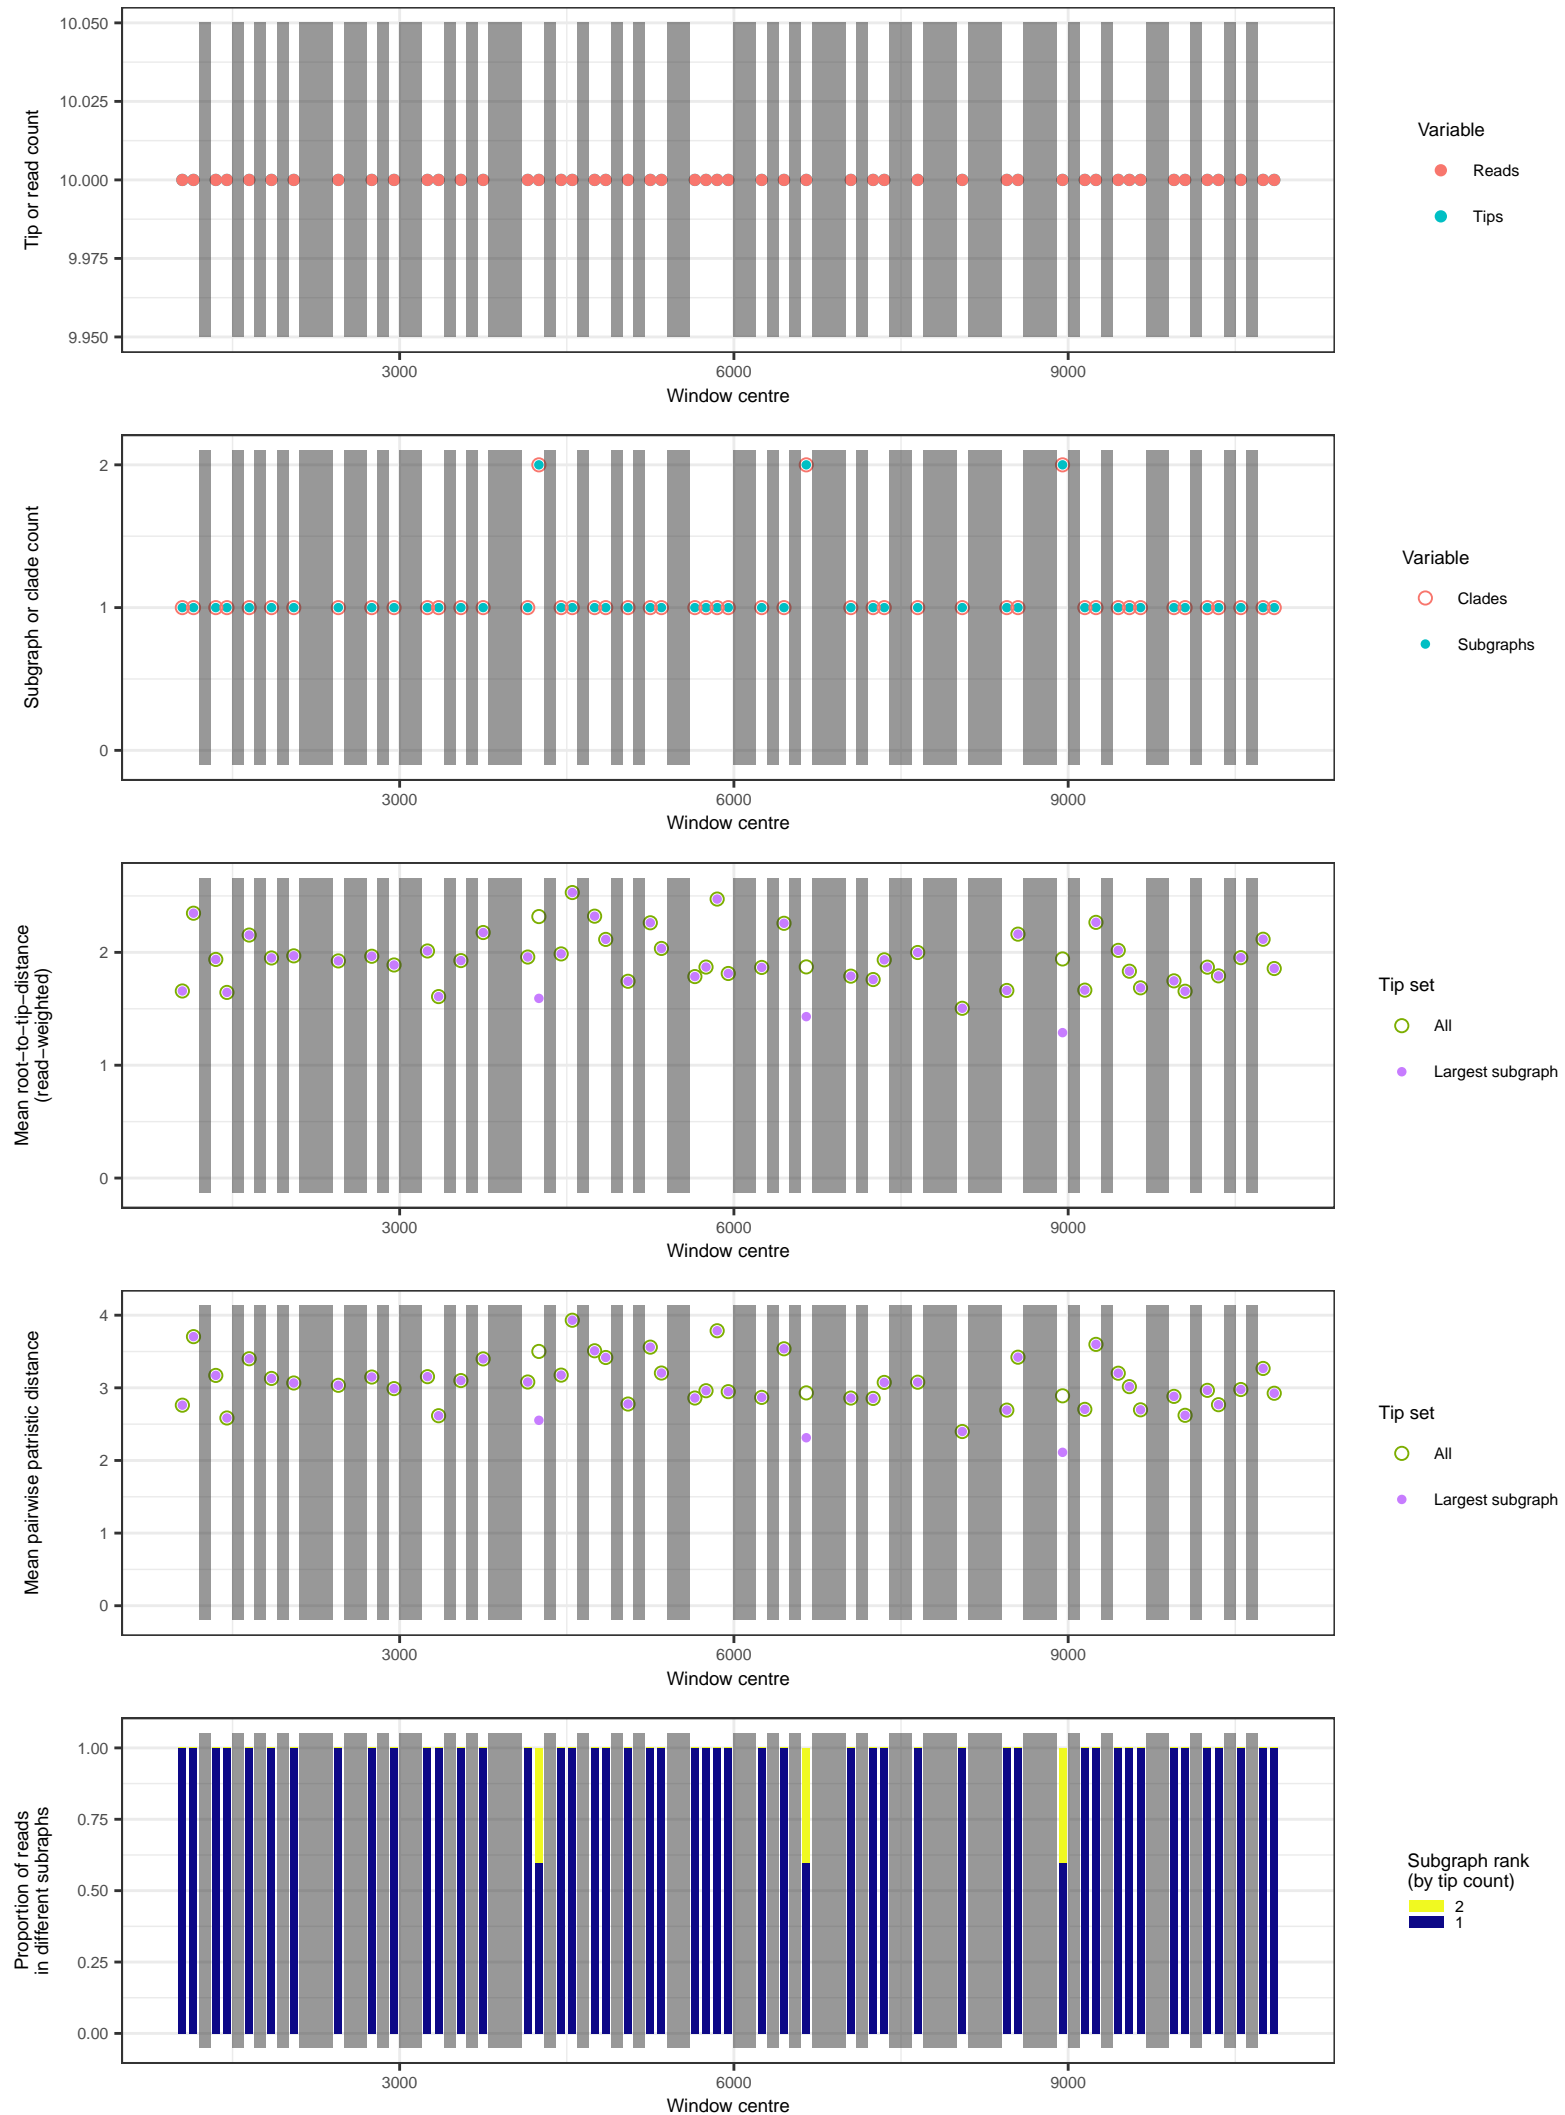 10.050
10.025
10.000
9.975
9.950
Tip or read count
3000
6000
9000
Window centre
Variable
Reads
Tips
2
1
0
Subgraph or clade count
3000
6000
9000
Window centre
Variable
Clades
Subgraphs
2
1
0
Mean root−to−tip−distance
(read−weighted)
3000
6000
9000
Window centre
Tip set
All
Largest subgraph
4
3
2
1
0
Mean pairwise patristic distance
3000
6000
9000
Window centre
Tip set
All
Largest subgraph
1.00
0.75
0.50
0.25
0.00
Proportion of reads
in different subraphs
3000
6000
9000
Window centre
Subgraph rank
(by tip count)
2
1